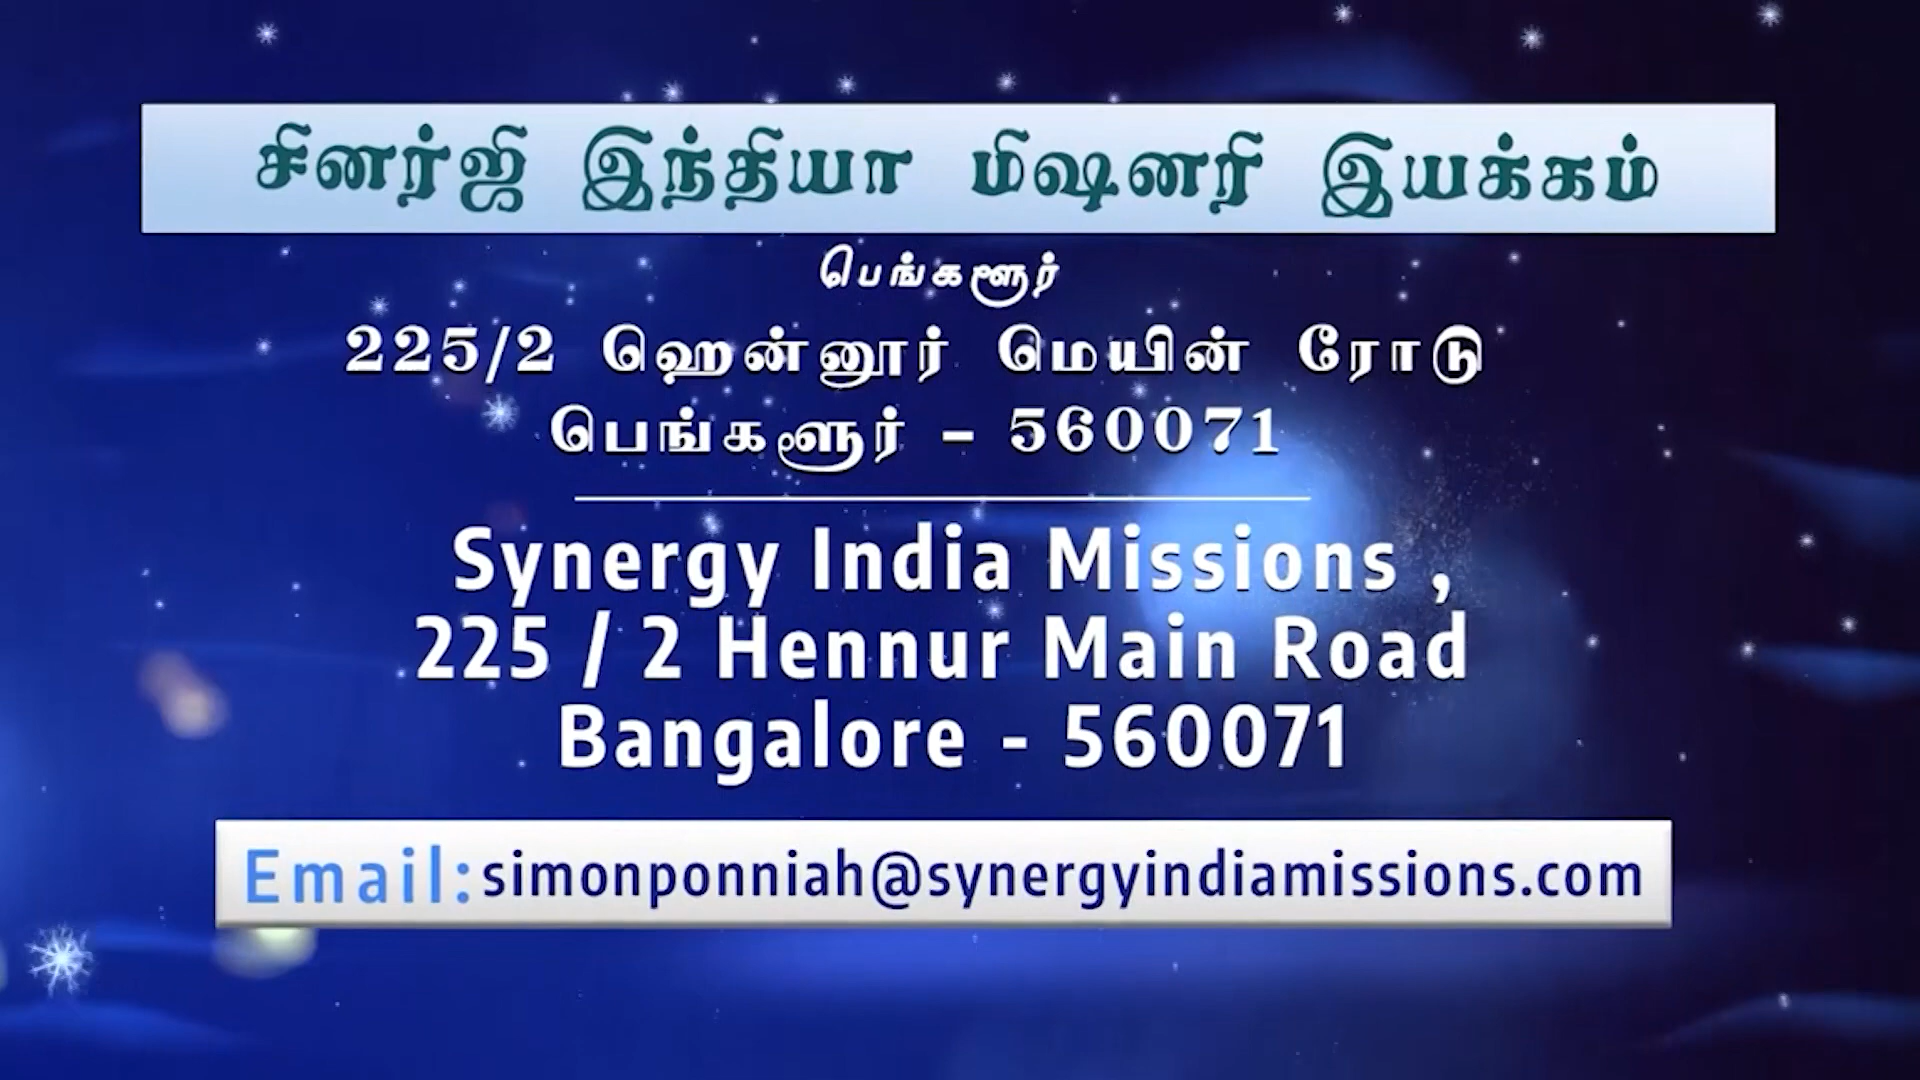 சினர்ஜி இந்தியா மிஷனரி இயக்கம்
பெங்களூர்
225/2 ஹென்னூர் மெயின் ரோடு
பெங்களூர் – 560071
Synergy India Missions ,
225 / 2 Hennur Main Road
Bangalore - 560071
Email:simonponniah@synergyindiamissions.com